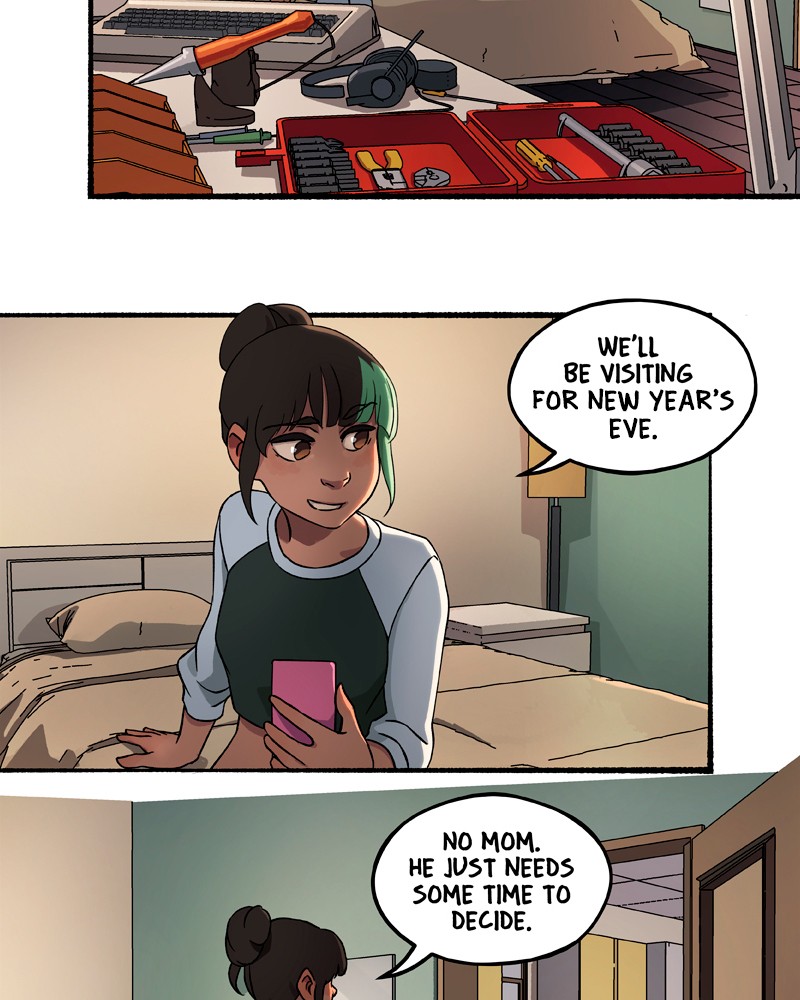 WE'LL
BE VISITING
FOR NEW YEAR'S
EVE.
NO MOM.
HE JUST NEEDS
SOME TIME TO
DECIDE.